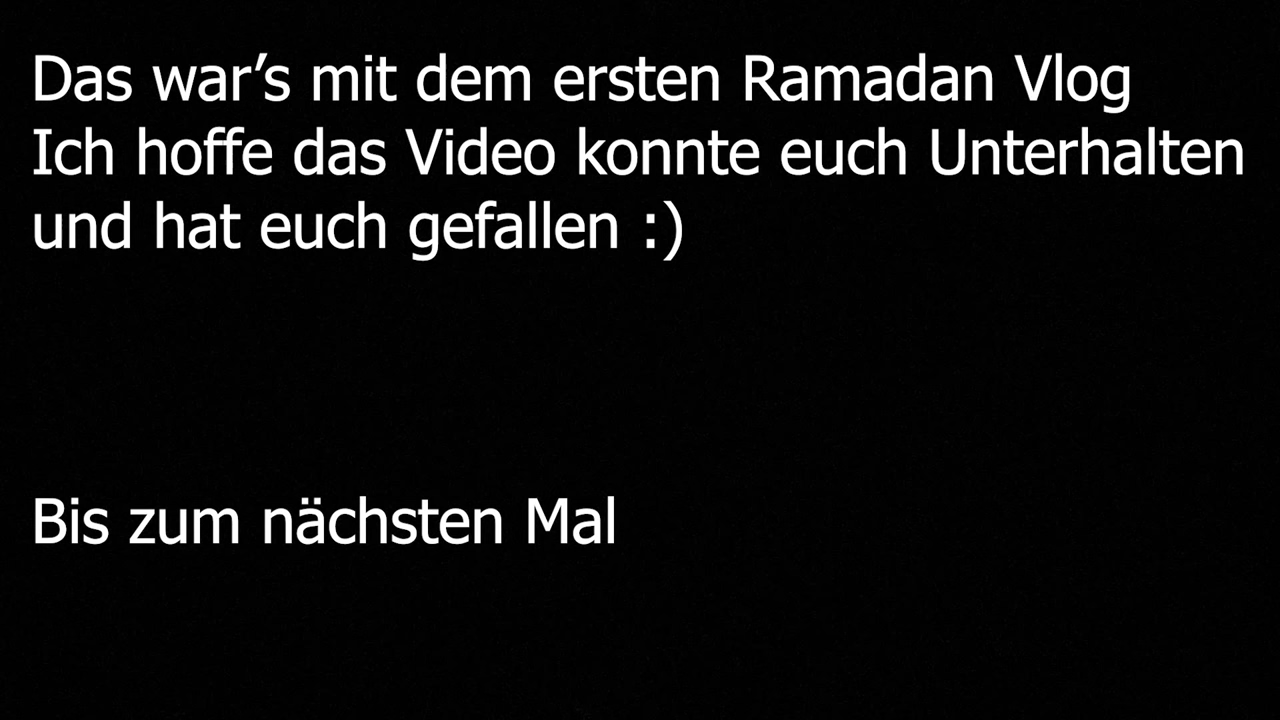 Das war’s mit dem ersten Ramadan Vlog
Ich hoffe das Video konnte euch Unterhalten
und hat euch gefallen :)
Bis zum nächsten Mal